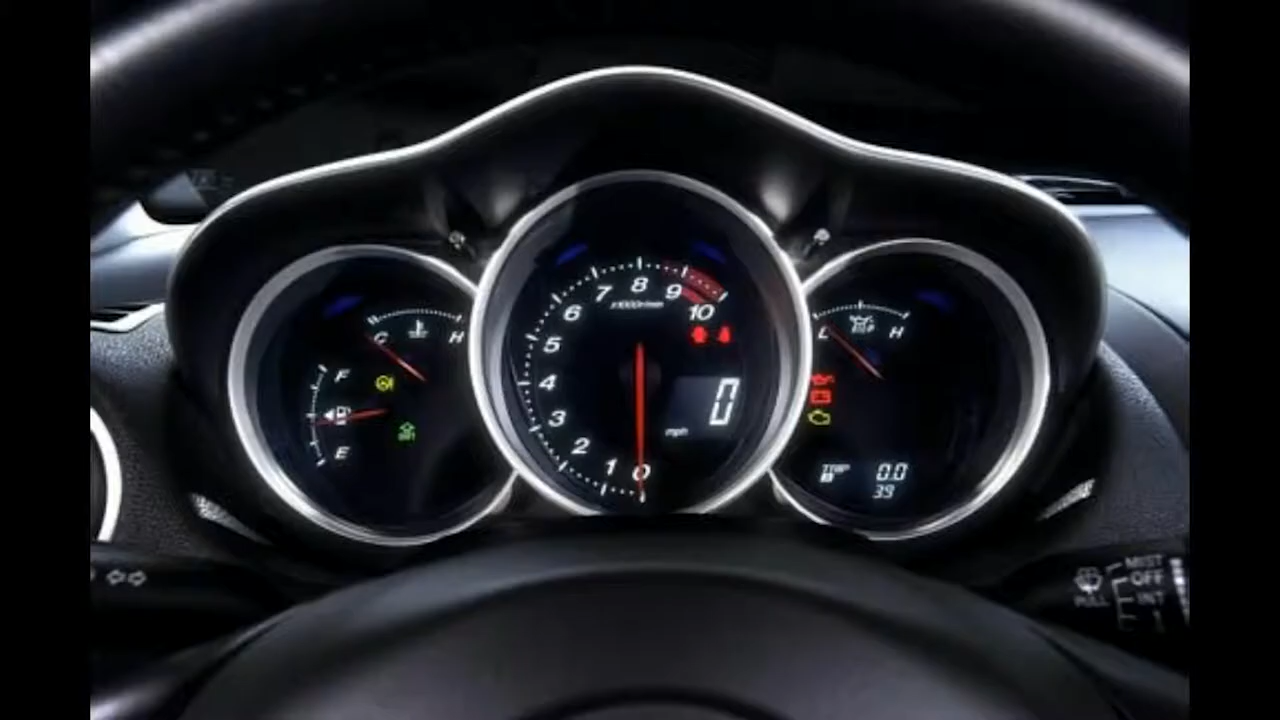 C H
F
E
8
7 9
6 10
5
4
3
2
1 0
x1000r/min
0
mph
L H
TRIP 0.0
B 39
MIST
OFF
INT
PULL
1